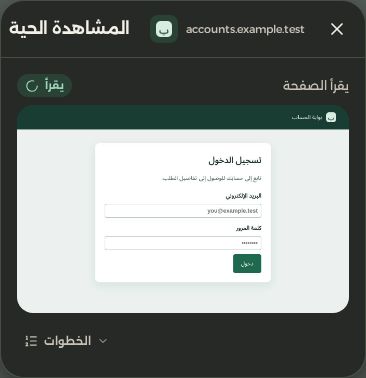 المشاهدة الحية
ب accounts.example.test
يقرأ الصفحة
يقرأ
ب بوابة الحساب
تسجيل الدخول
تابع إلى حسابك للوصول إلى تفاصيل الطلب.
البريد الإلكتروني
you@example.test
كلمة المرور
••••••••
دخول
الخطوات